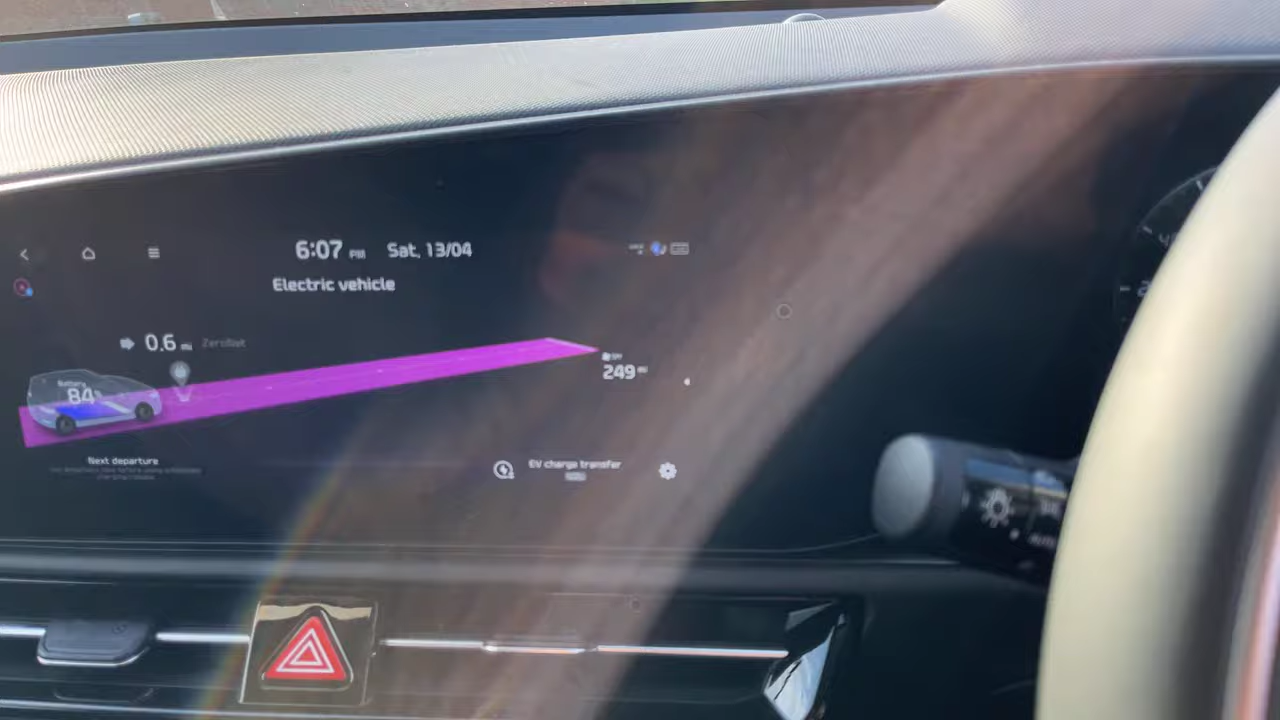 6:07 PM Sat, 13/04
Electric vehicle
0.6 mi ZeroNet
Battery
84%
249 mi
Next departure
EV charge transfer